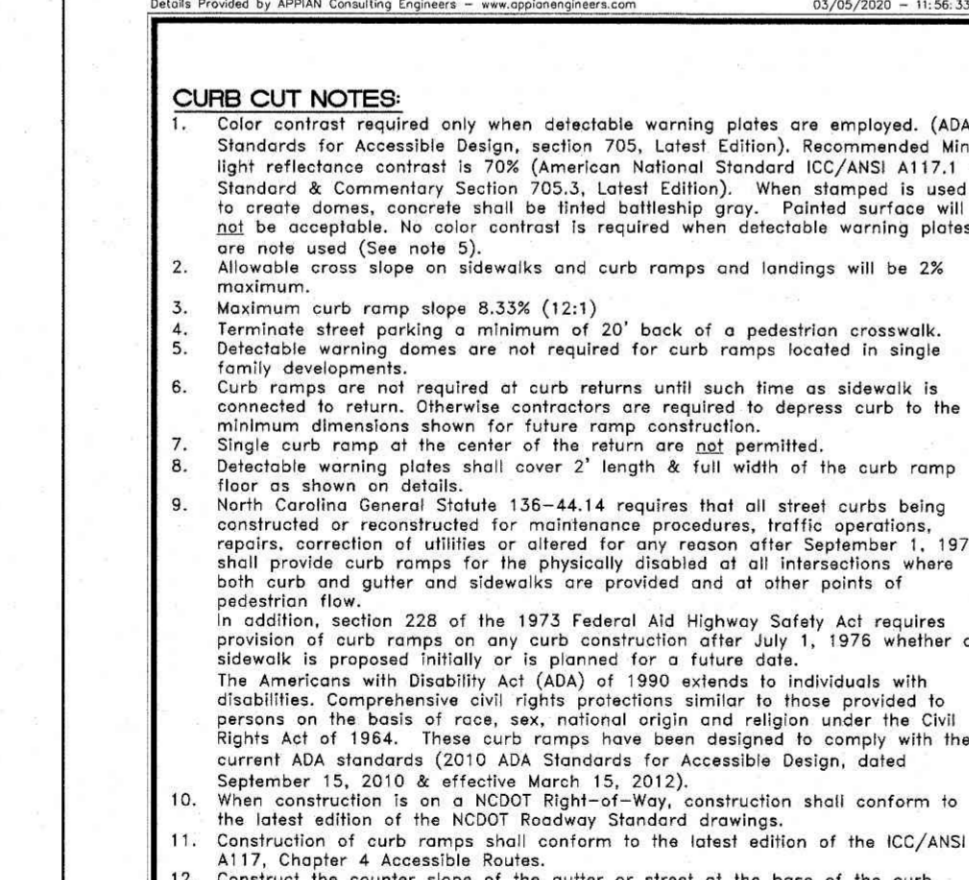 Details Provided by APPIAN Consulting Engineers - www.appianengineers.com 03/05/2020 - 11:56:33
CURB CUT NOTES:
1. Color contrast required only when detectable warning plates are employed. (ADA
Standards for Accessible Design, section 705, Latest Edition). Recommended Min
light reflectance contrast is 70% (American National Standard ICC/ANSI A117.1
Standard & Commentary Section 705.3, Latest Edition). When stamped is used
to create domes, concrete shall be tinted battleship gray. Painted surface will
not be acceptable. No color contrast is required when detectable warning plates
are note used (See note 5).
2. Allowable cross slope on sidewalks and curb ramps and landings will be 2%
maximum.
3. Maximum curb ramp slope 8.33% (12:1)
4. Terminate street parking a minimum of 20' back of a pedestrian crosswalk.
5. Detectable warning domes are not required for curb ramps located in single
family developments.
6. Curb ramps are not required at curb returns until such time as sidewalk is
connected to return. Otherwise contractors are required to depress curb to the
minimum dimensions shown for future ramp construction.
7. Single curb ramp at the center of the return are not permitted.
8. Detectable warning plates shall cover 2' length & full width of the curb ramp
floor as shown on details.
9. North Carolina General Statute 136-44.14 requires that all street curbs being
constructed or reconstructed for maintenance procedures, traffic operations,
repairs, correction of utilities or altered for any reason after September 1, 197
shall provide curb ramps for the physically disabled at all intersections where
both curb and gutter and sidewalks are provided and at other points of
pedestrian flow.
In addition, section 228 of the 1973 Federal Aid Highway Safety Act requires
provision of curb ramps on any curb construction after July 1, 1976 whether a
sidewalk is proposed initially or is planned for a future date.
The Americans with Disability Act (ADA) of 1990 extends to individuals with
disabilities. Comprehensive civil rights protections similar to those provided to
persons on the basis of race, sex, national origin and religion under the Civil
Rights Act of 1964. These curb ramps have been designed to comply with the
current ADA standards (2010 ADA Standards for Accessible Design, dated
September 15, 2010 & effective March 15, 2012).
10. When construction is on a NCDOT Right-of-Way, construction shall conform to
the latest edition of the NCDOT Roadway Standard drawings.
11. Construction of curb ramps shall conform to the latest edition of the ICC/ANSI
A117, Chapter 4 Accessible Routes.
12. Construct the counter slope of the gutter or street at the base of the curb